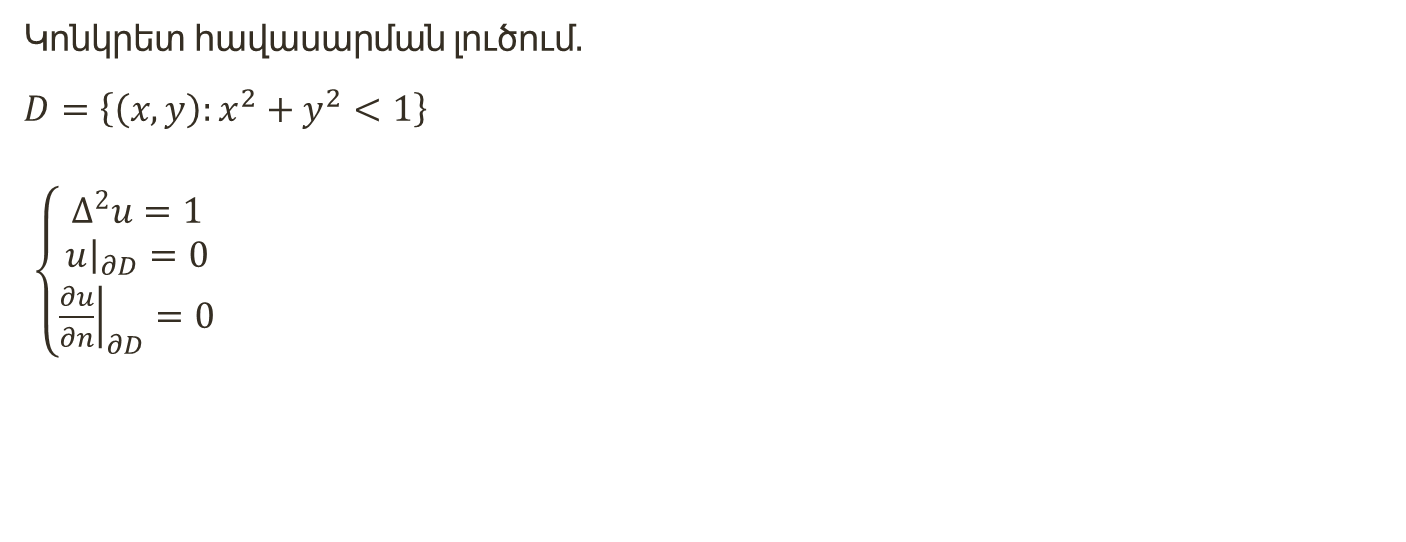 Կոնկրետ հավասարման լուծում.
𝐷 = {(𝑥, 𝑦): 𝑥² + 𝑦² < 1}
Δ²𝑢 = 1
𝑢|∂𝐷 = 0
∂𝑢/∂𝑛|∂𝐷 = 0